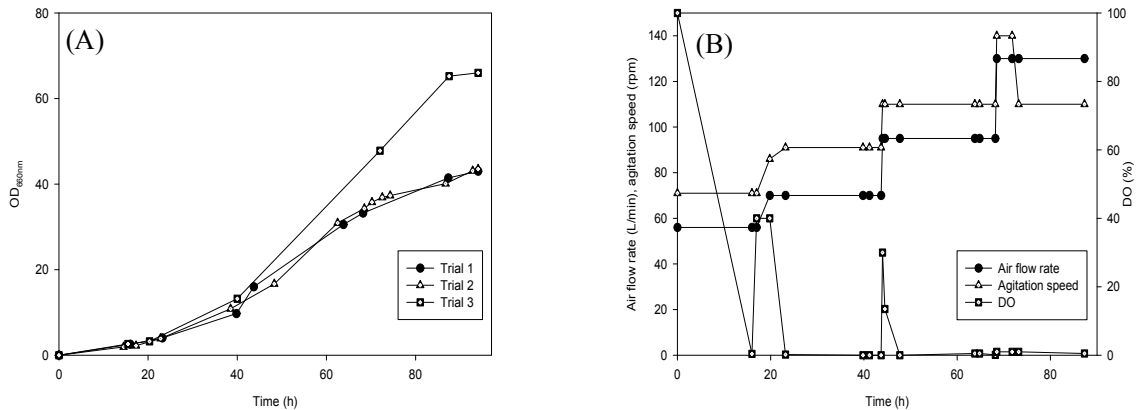 (A)
OD660nm
80
60
40
20
0
0 20 40 60 80
Time (h)
Trial 1
Trial 2
Trial 3
(B)
Air flow rate (L/min), agitation speed (rpm)
140
120
100
80
60
40
20
0
0 20 40 60 80
Time (h)
100
80
60
40
20
0
DO (%)
Air flow rate
Agitation speed
DO